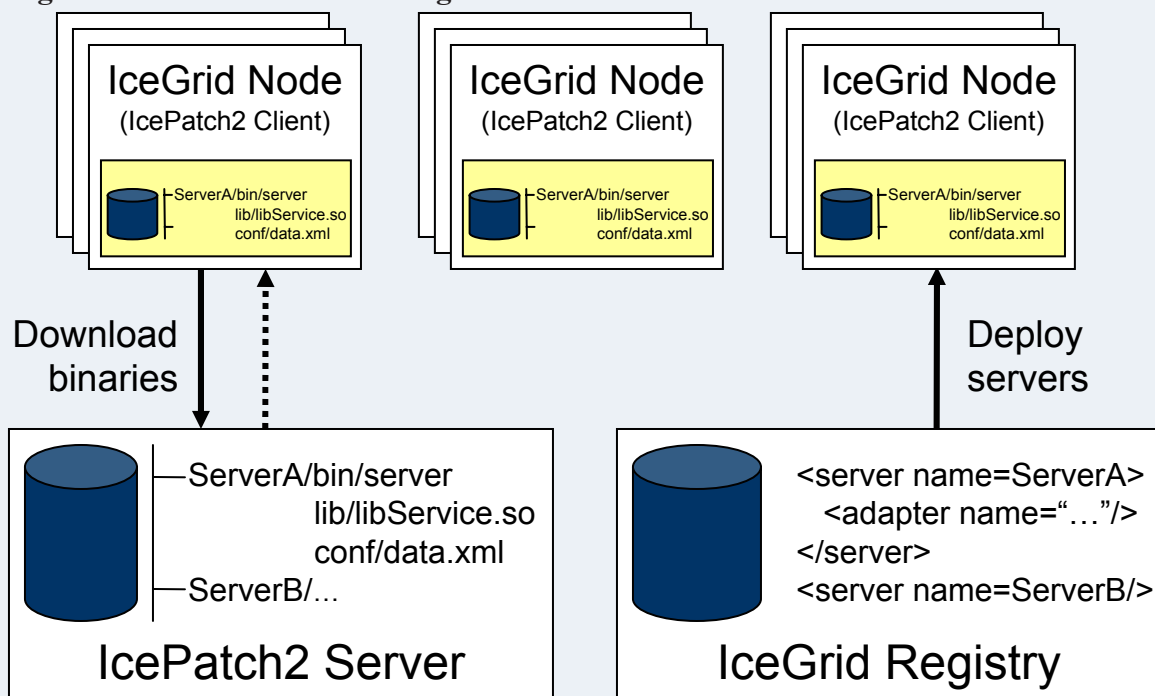 IceGrid Node
(IcePatch2 Client)
ServerA/bin/server
lib/libService.so
conf/data.xml
IceGrid Node
(IcePatch2 Client)
ServerA/bin/server
lib/libService.so
conf/data.xml
IceGrid Node
(IcePatch2 Client)
ServerA/bin/server
lib/libService.so
conf/data.xml
Download
binaries
Deploy
servers
ServerA/bin/server
lib/libService.so
conf/data.xml
ServerB/...
IcePatch2 Server
<server name=ServerA>
<adapter name=“…”/>
</server>
<server name=ServerB/>
IceGrid Registry